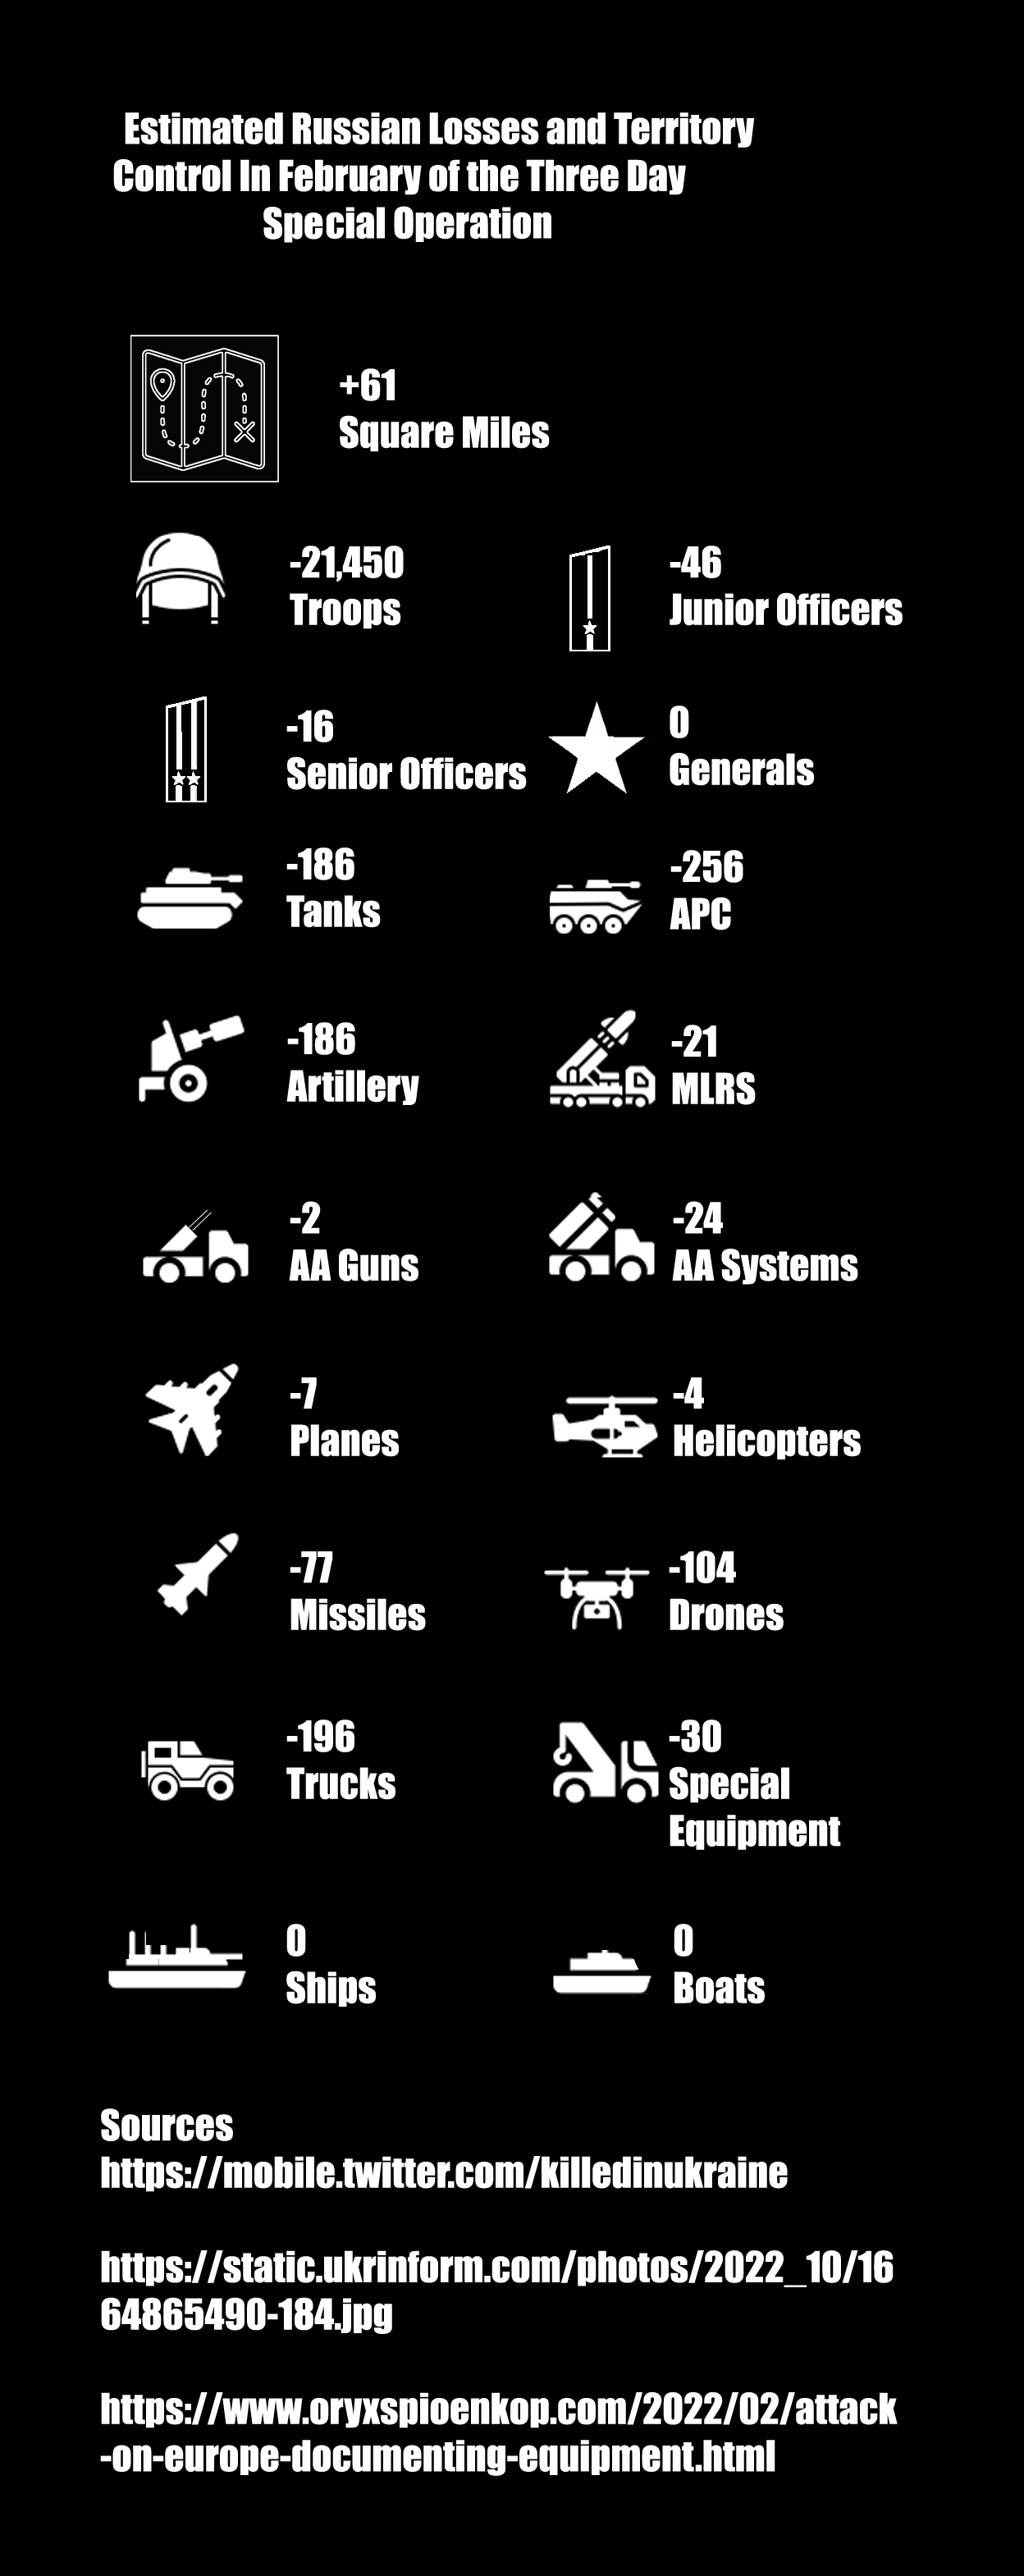 Estimated Russian Losses and Territory
Control In February of the Three Day
Special Operation
+61
Square Miles
-21,450
Troops
-46
Junior Officers
-16
Senior Officers
0
Generals
-186
Tanks
-256
APC
-186
Artillery
-21
MLRS
-2
AA Guns
-24
AA Systems
-7
Planes
-4
Helicopters
-77
Missiles
-104
Drones
-196
Trucks
-30
Special
Equipment
0
Ships
0
Boats
Sources
https://mobile.twitter.com/killedinukraine
https://static.ukrinform.com/photos/2022_10/16
64865490-184.jpg
https://www.oryxspioenkop.com/2022/02/attack
-on-europe-documenting-equipment.html